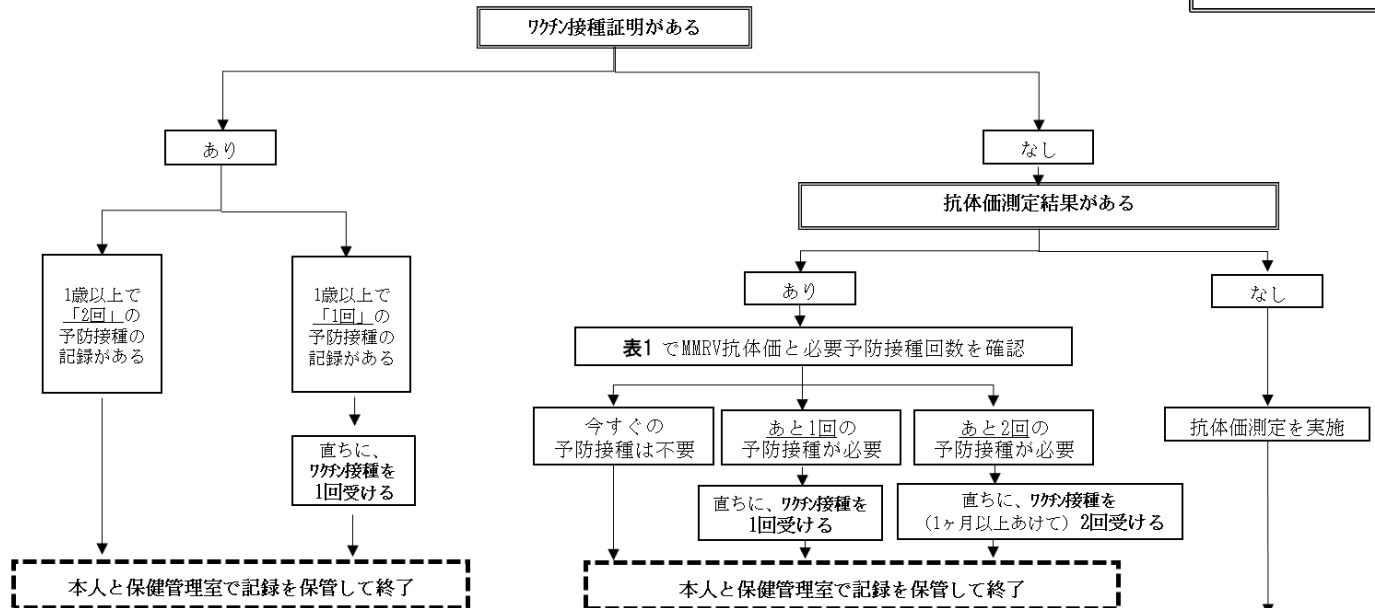 ワクチン接種証明がある
あり
なし
抗体価測定結果がある
1歳以上で
「2回」の
予防接種の
記録がある
1歳以上で
「1回」の
予防接種の
記録がある
あり
なし
表1 でMMRV抗体価と必要予防接種回数を確認
今すぐの
予防接種は不要
あと1回の
予防接種が必要
あと2回の
予防接種が必要
抗体価測定を実施
直ちに、
ワクチン接種を
1回受ける
直ちに、ワクチン接種を
1回受ける
直ちに、ワクチン接種を
(1ヶ月以上あけて) 2回受ける
本人と保健管理室で記録を保管して終了
本人と保健管理室で記録を保管して終了